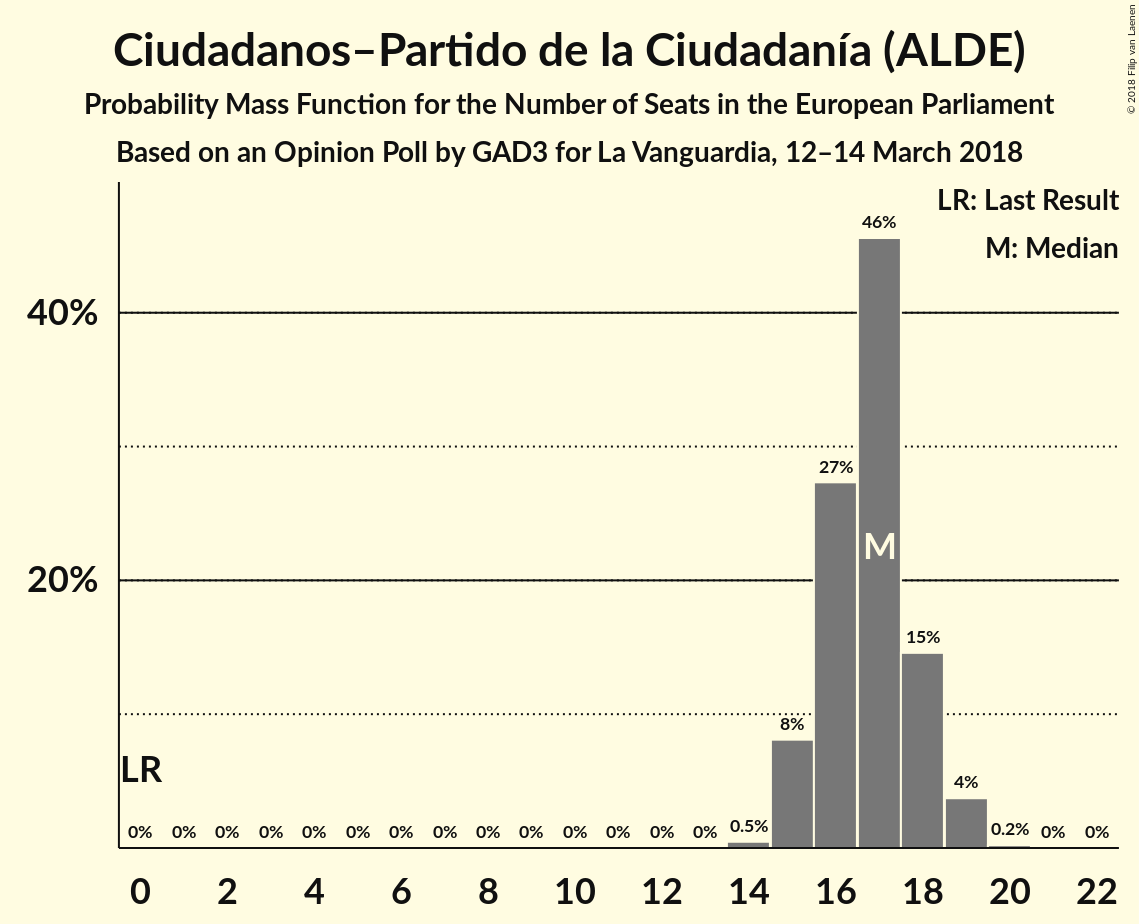 Ciudadanos–Partido de la Ciudadanía (ALDE)
Probability Mass Function for the Number of Seats in the European Parliament
Based on an Opinion Poll by GAD3 for La Vanguardia, 12–14 March 2018
© 2018 Filip van Laenen
LR: Last Result
M: Median
46%
40%
27%
M
20%
15%
8%
LR
4%
0% 0% 0% 0% 0% 0% 0% 0% 0% 0% 0% 0% 0% 0% 0.5% 0.2% 0% 0%
0 2 4 6 8 10 12 14 16 18 20 22